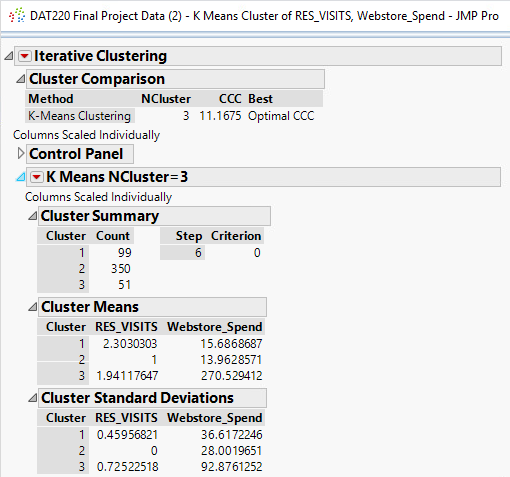 DAT220 Final Project Data (2) - K Means Cluster of RES_VISITS, Webstore_Spend - JMP Pro
Iterative Clustering
Cluster Comparison
Method NCluster CCC Best
K-Means Clustering 3 11.1675 Optimal CCC
Columns Scaled Individually
Control Panel
K Means NCluster=3
Columns Scaled Individually
Cluster Summary
Cluster Count Step Criterion
1 99 6 0
2 350
3 51
Cluster Means
Cluster RES_VISITS Webstore_Spend
1 2.3030303 15.6868687
2 1 13.9628571
3 1.94117647 270.529412
Cluster Standard Deviations
Cluster RES_VISITS Webstore_Spend
1 0.45956821 36.6172246
2 0 28.0019651
3 0.72522518 92.8761252